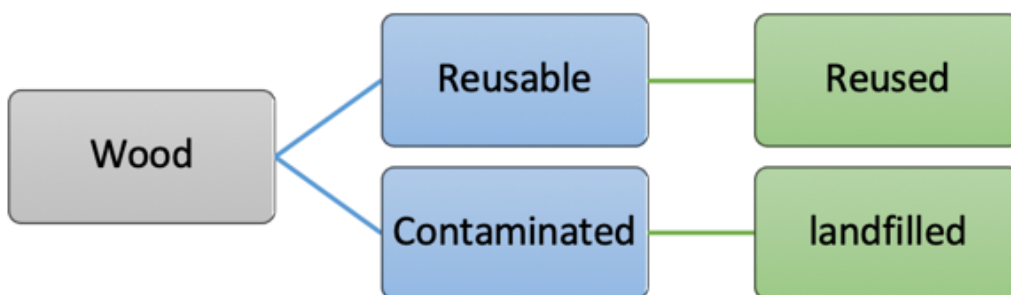 Wood
Reusable
Reused
Contaminated
landfilled